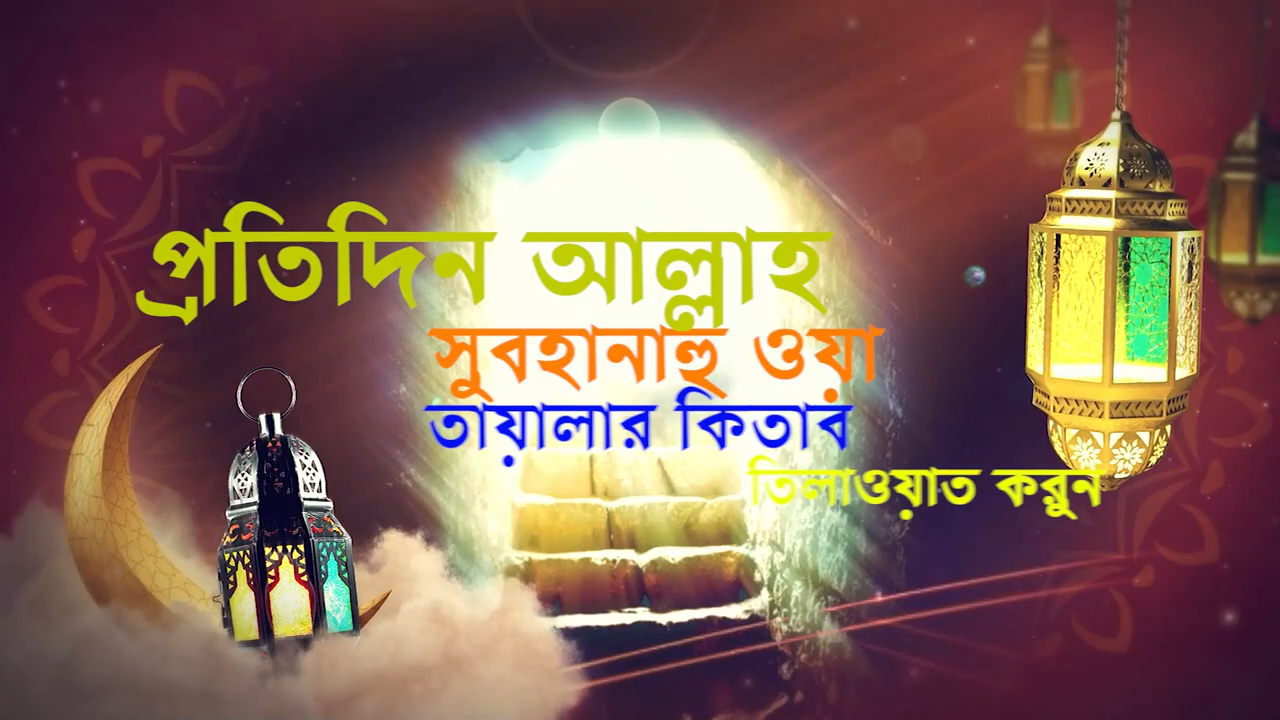 প্রতিদিন আল্লাহ
সুবহানাহু ওয়া
তায়ালার কিতাব
তিলাওয়াত করুন